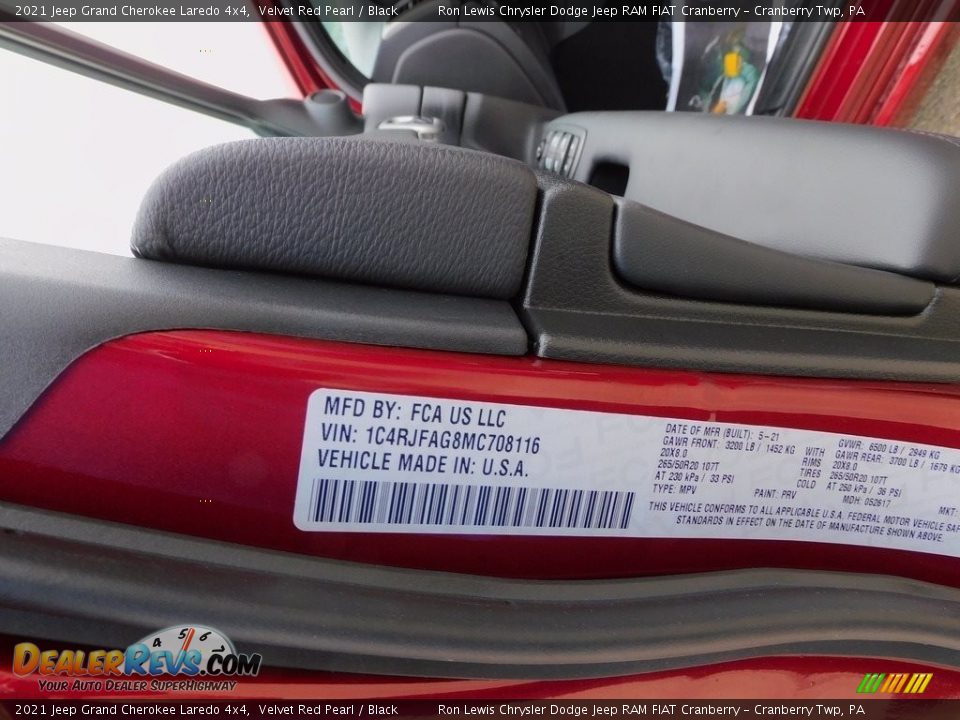 2021 Jeep Grand Cherokee Laredo 4x4, Velvet Red Pearl / Black Ron Lewis Chrysler Dodge Jeep RAM FIAT Cranberry - Cranberry Twp, PA
MFD BY: FCA US LLC
VIN: 1C4RJFAG8MC708116
VEHICLE MADE IN: U.S.A.
DATE OF MFR (BUILT): 5-21 GVWR: 6500 LB / 2949 KG
GAWR FRONT: 3200 LB / 1452 KG WITH GAWR REAR: 3700 LB / 1679 KG
20X8.0 RIMS 20X8.0
265/50R20 107T TIRES 265/50R20 107T
AT 230 kPa / 33 PSI COLD AT 250 kPa / 36 PSI
TYPE: MPV PAINT: PRV MDH: 052617 MKT:
THIS VEHICLE CONFORMS TO ALL APPLICABLE U.S.A. FEDERAL MOTOR VEHICLE SAF
STANDARDS IN EFFECT ON THE DATE OF MANUFACTURE SHOWN ABOVE.
4 5 6
DEALERREVS.COM
YOUR AUTO DEALER SUPERHIGHWAY
2021 Jeep Grand Cherokee Laredo 4x4, Velvet Red Pearl / Black Ron Lewis Chrysler Dodge Jeep RAM FIAT Cranberry - Cranberry Twp, PA